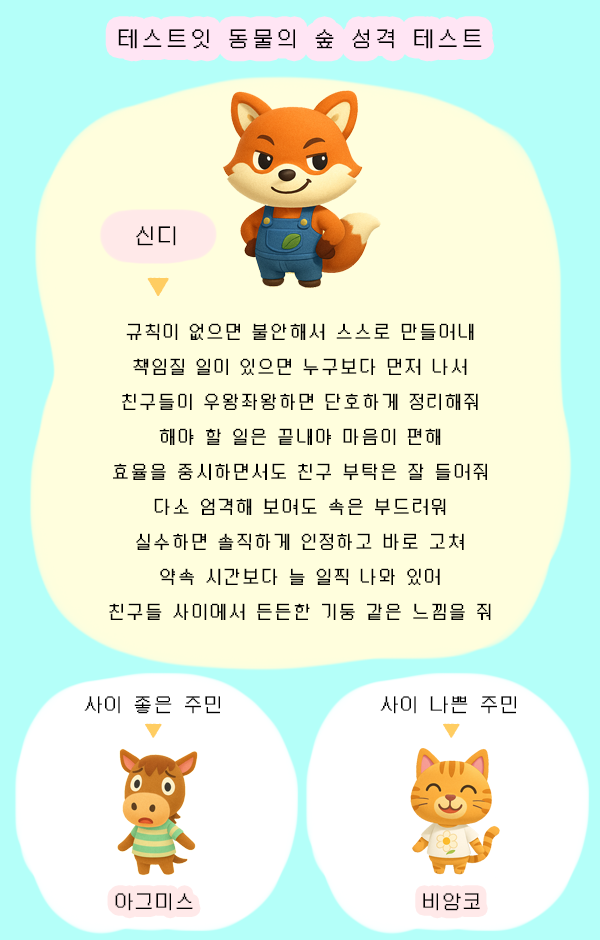 테스트잇 동물의 숲 성격 테스트
신디
규칙이 없으면 불안해서 스스로 만들어내
책임질 일이 있으면 누구보다 먼저 나서
친구들이 우왕좌왕하면 단호하게 정리해줘
해야 할 일은 끝내야 마음이 편해
효율을 중시하면서도 친구 부탁은 잘 들어줘
다소 엄격해 보여도 속은 부드러워
실수하면 솔직하게 인정하고 바로 고쳐
약속 시간보다 늘 일찍 나와 있어
친구들 사이에서 든든한 기둥 같은 느낌을 줘
사이 좋은 주민
사이 나쁜 주민
아그미스
비앙코